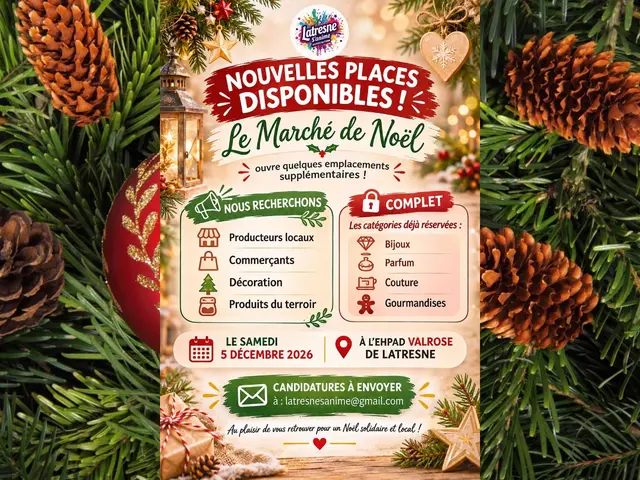 Latresne
S'anime
NOUVELLES PLACES
DISPONIBLES !
Le Marché de Noël
ouvre quelques emplacements
supplémentaires !
NOUS RECHERCHONS
Producteurs locaux
Commerçants
Décoration
Produits du terroir
COMPLET
Les catégories déjà réservées :
Bijoux
Parfum
Couture
Gourmandises
LE SAMEDI
5 DÉCEMBRE 2026
À L'EHPAD VALROSE
DE LATRESNE
CANDIDATURES À ENVOYER
à : latresnesanime@gmail.com
Au plaisir de vous retrouver pour un Noël solidaire et local !